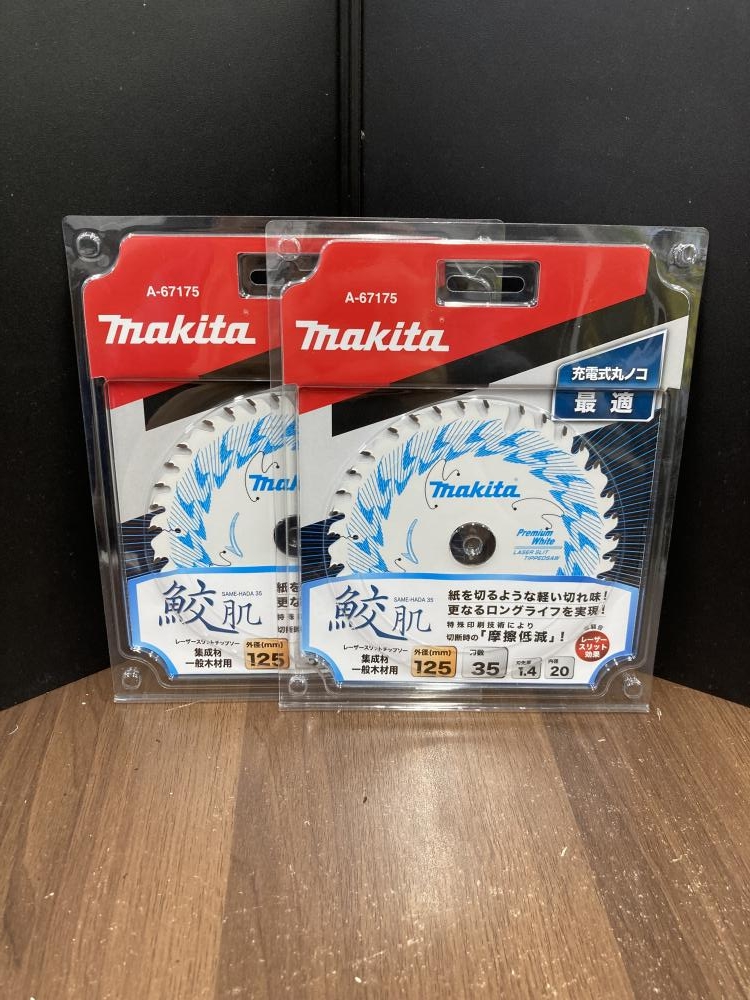 A-67175
makita
SAME-HADA 35
鮫肌
レーザースリットチップソー
集成材
一般木材用
外径(mm)
125
A-67175
makita
充電式丸ノコ
最適
makita
Premium
White
LASER SLIT
TIPPEDSAW
鮫肌
SAME-HADA 35
レーザースリットチップソー
集成材
一般木材用
紙を切るような軽い切れ味!
更なるロングライフを実現!
特殊印刷技術により
切断時の「摩擦低減」!
レーザー
スリット
効果
外径(mm)
125
刃数
35
1.4
内径
20